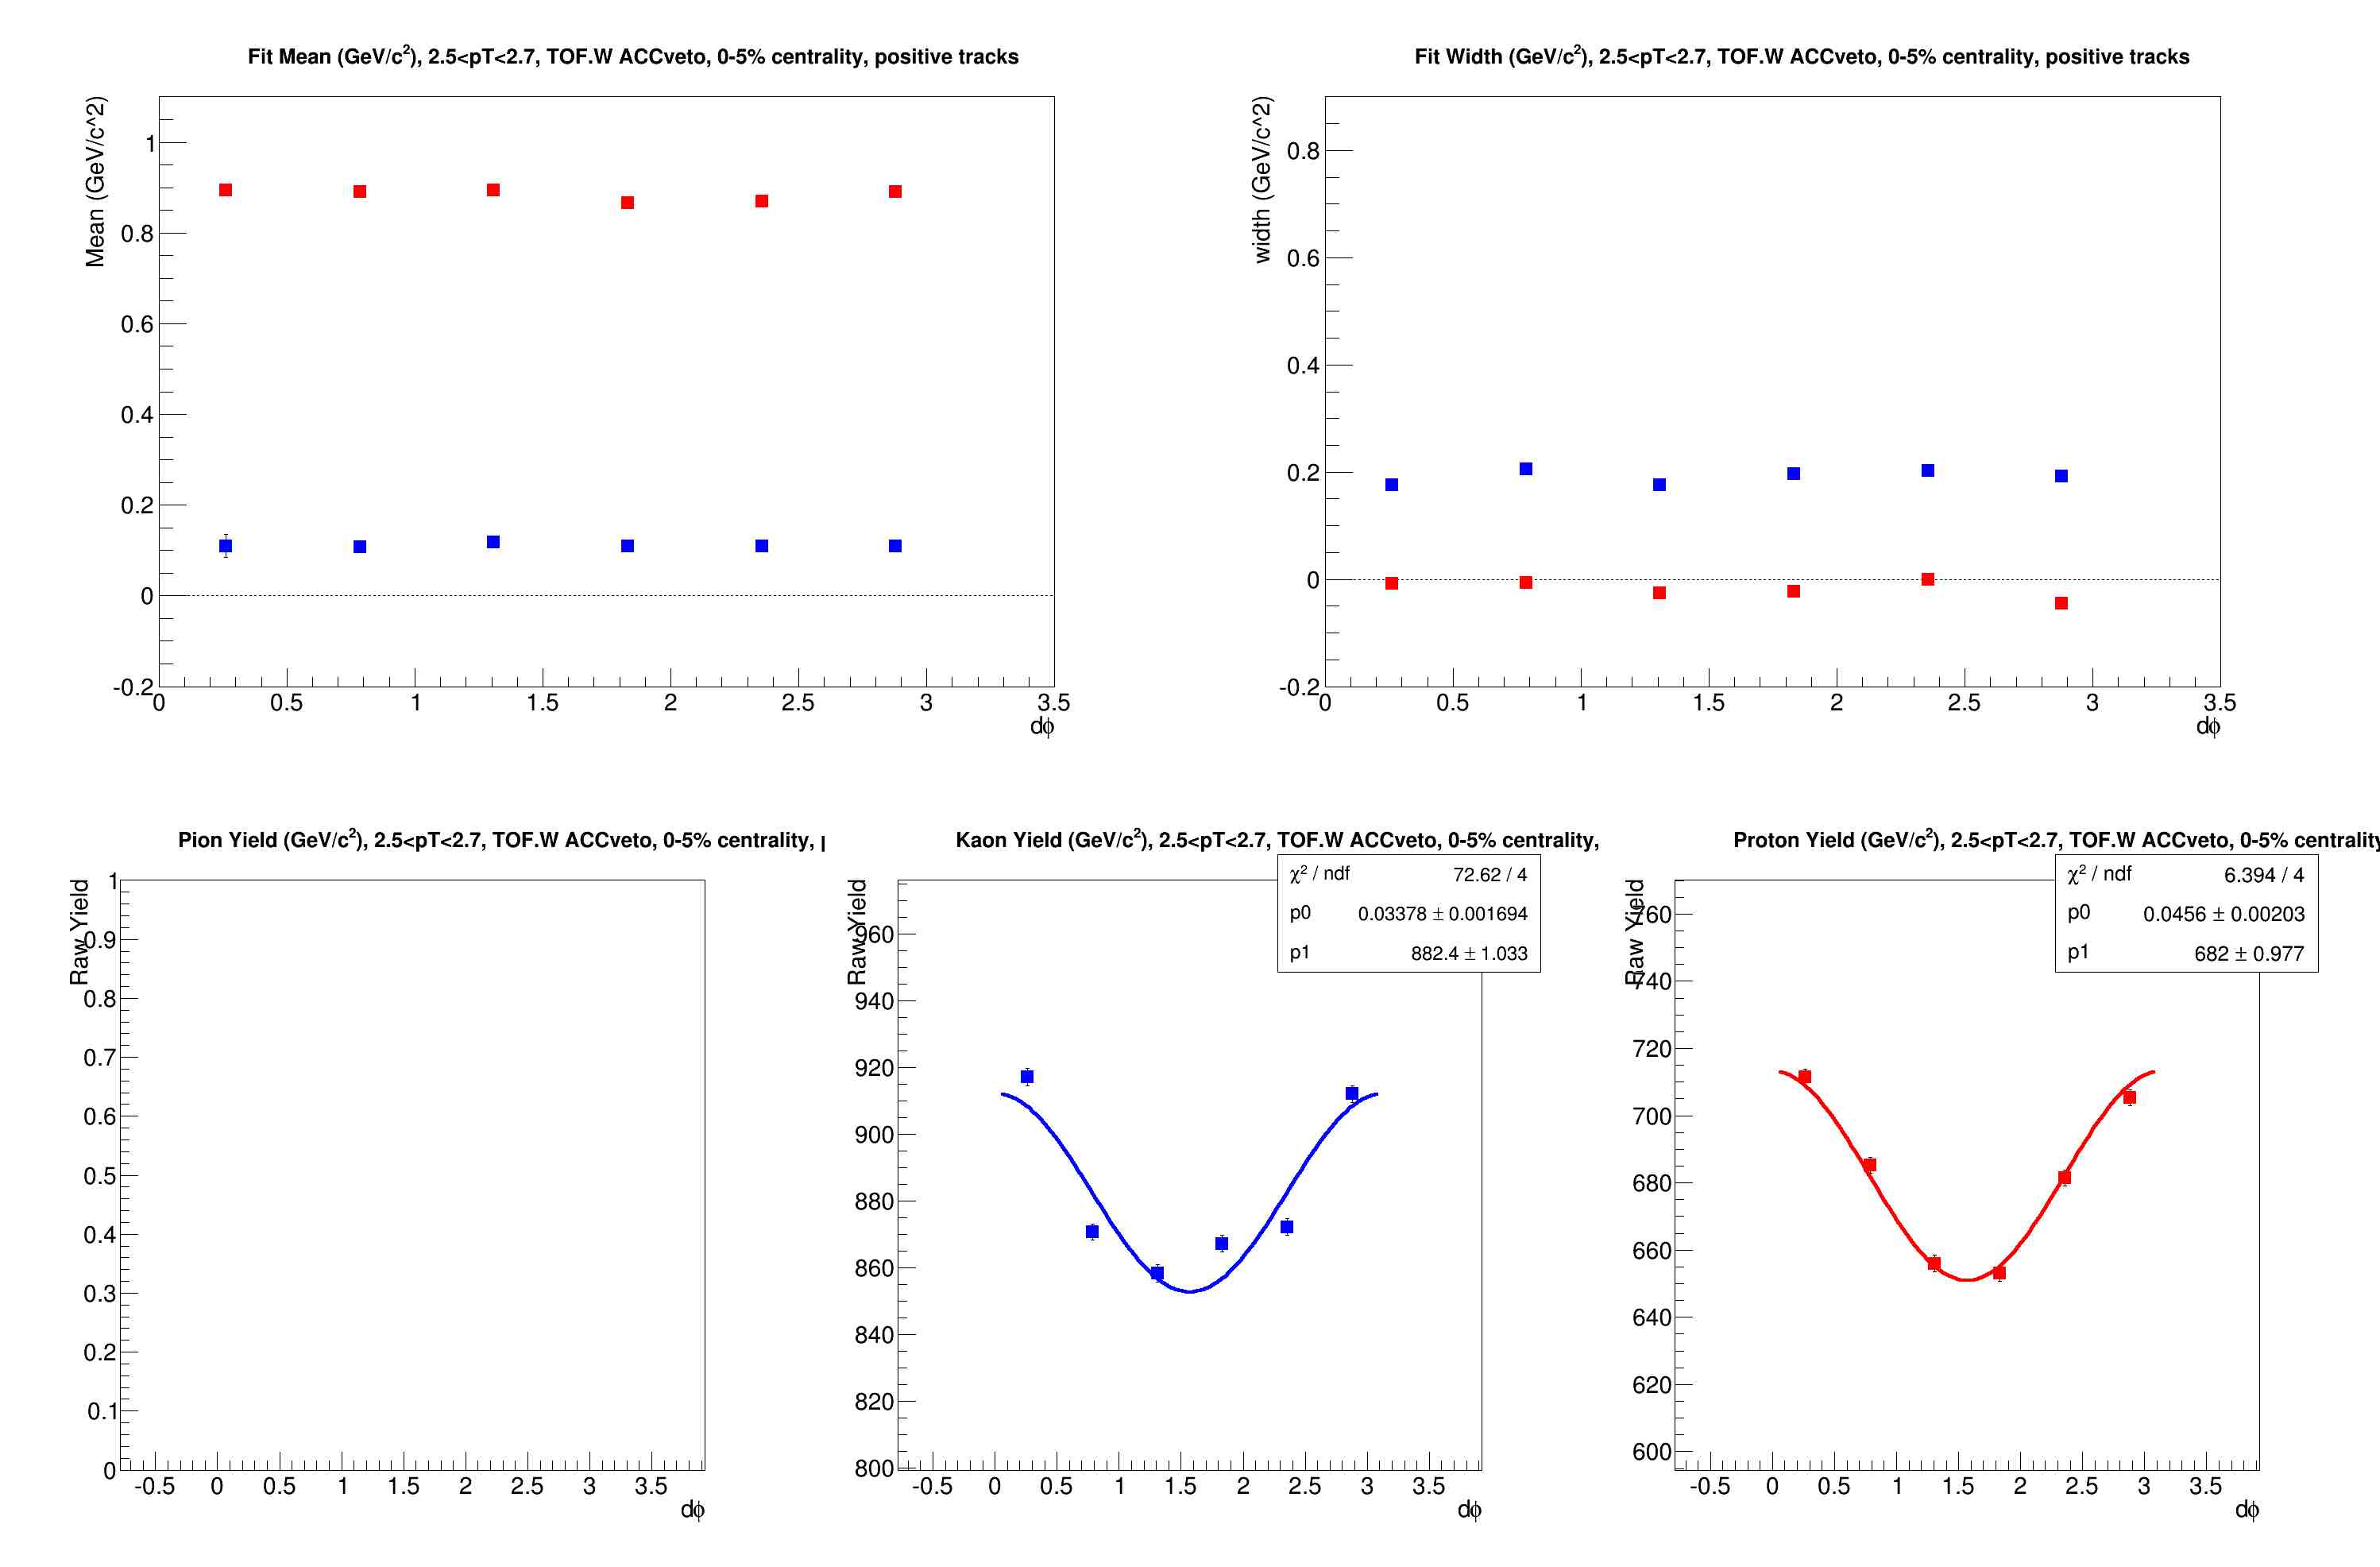 Fit Mean (GeV/c²), 2.5<pT<2.7, TOF.W ACCveto, 0-5% centrality, positive tracks
Mean (GeV/c^2)
1
0.8
0.6
0.4
0.2
0
-0.2
0 0.5 1 1.5 2 2.5 3 3.5
dϕ
Fit Width (GeV/c²), 2.5<pT<2.7, TOF.W ACCveto, 0-5% centrality, positive tracks
width (GeV/c^2)
0.8
0.6
0.4
0.2
0
-0.2
0 0.5 1 1.5 2 2.5 3 3.5
dϕ
Pion Yield (GeV/c²), 2.5<pT<2.7, TOF.W ACCveto, 0-5% centrality,
Raw Yield
1
0.9
0.8
0.7
0.6
0.5
0.4
0.3
0.2
0.1
0
-0.5 0 0.5 1 1.5 2 2.5 3 3.5
dϕ
Kaon Yield (GeV/c²), 2.5<pT<2.7, TOF.W ACCveto, 0-5% centrality,
χ² / ndf 72.62 / 4
p0 0.03378 ± 0.001694
p1 882.4 ± 1.033
Raw Yield
960
940
920
900
880
860
840
820
800
-0.5 0 0.5 1 1.5 2 2.5 3 3.5
dϕ
Proton Yield (GeV/c²), 2.5<pT<2.7, TOF.W ACCveto, 0-5% centrality
χ² / ndf 6.394 / 4
p0 0.0456 ± 0.00203
p1 682 ± 0.977
Raw Yield
760
740
720
700
680
660
640
620
600
-0.5 0 0.5 1 1.5 2 2.5 3 3.5
dϕ